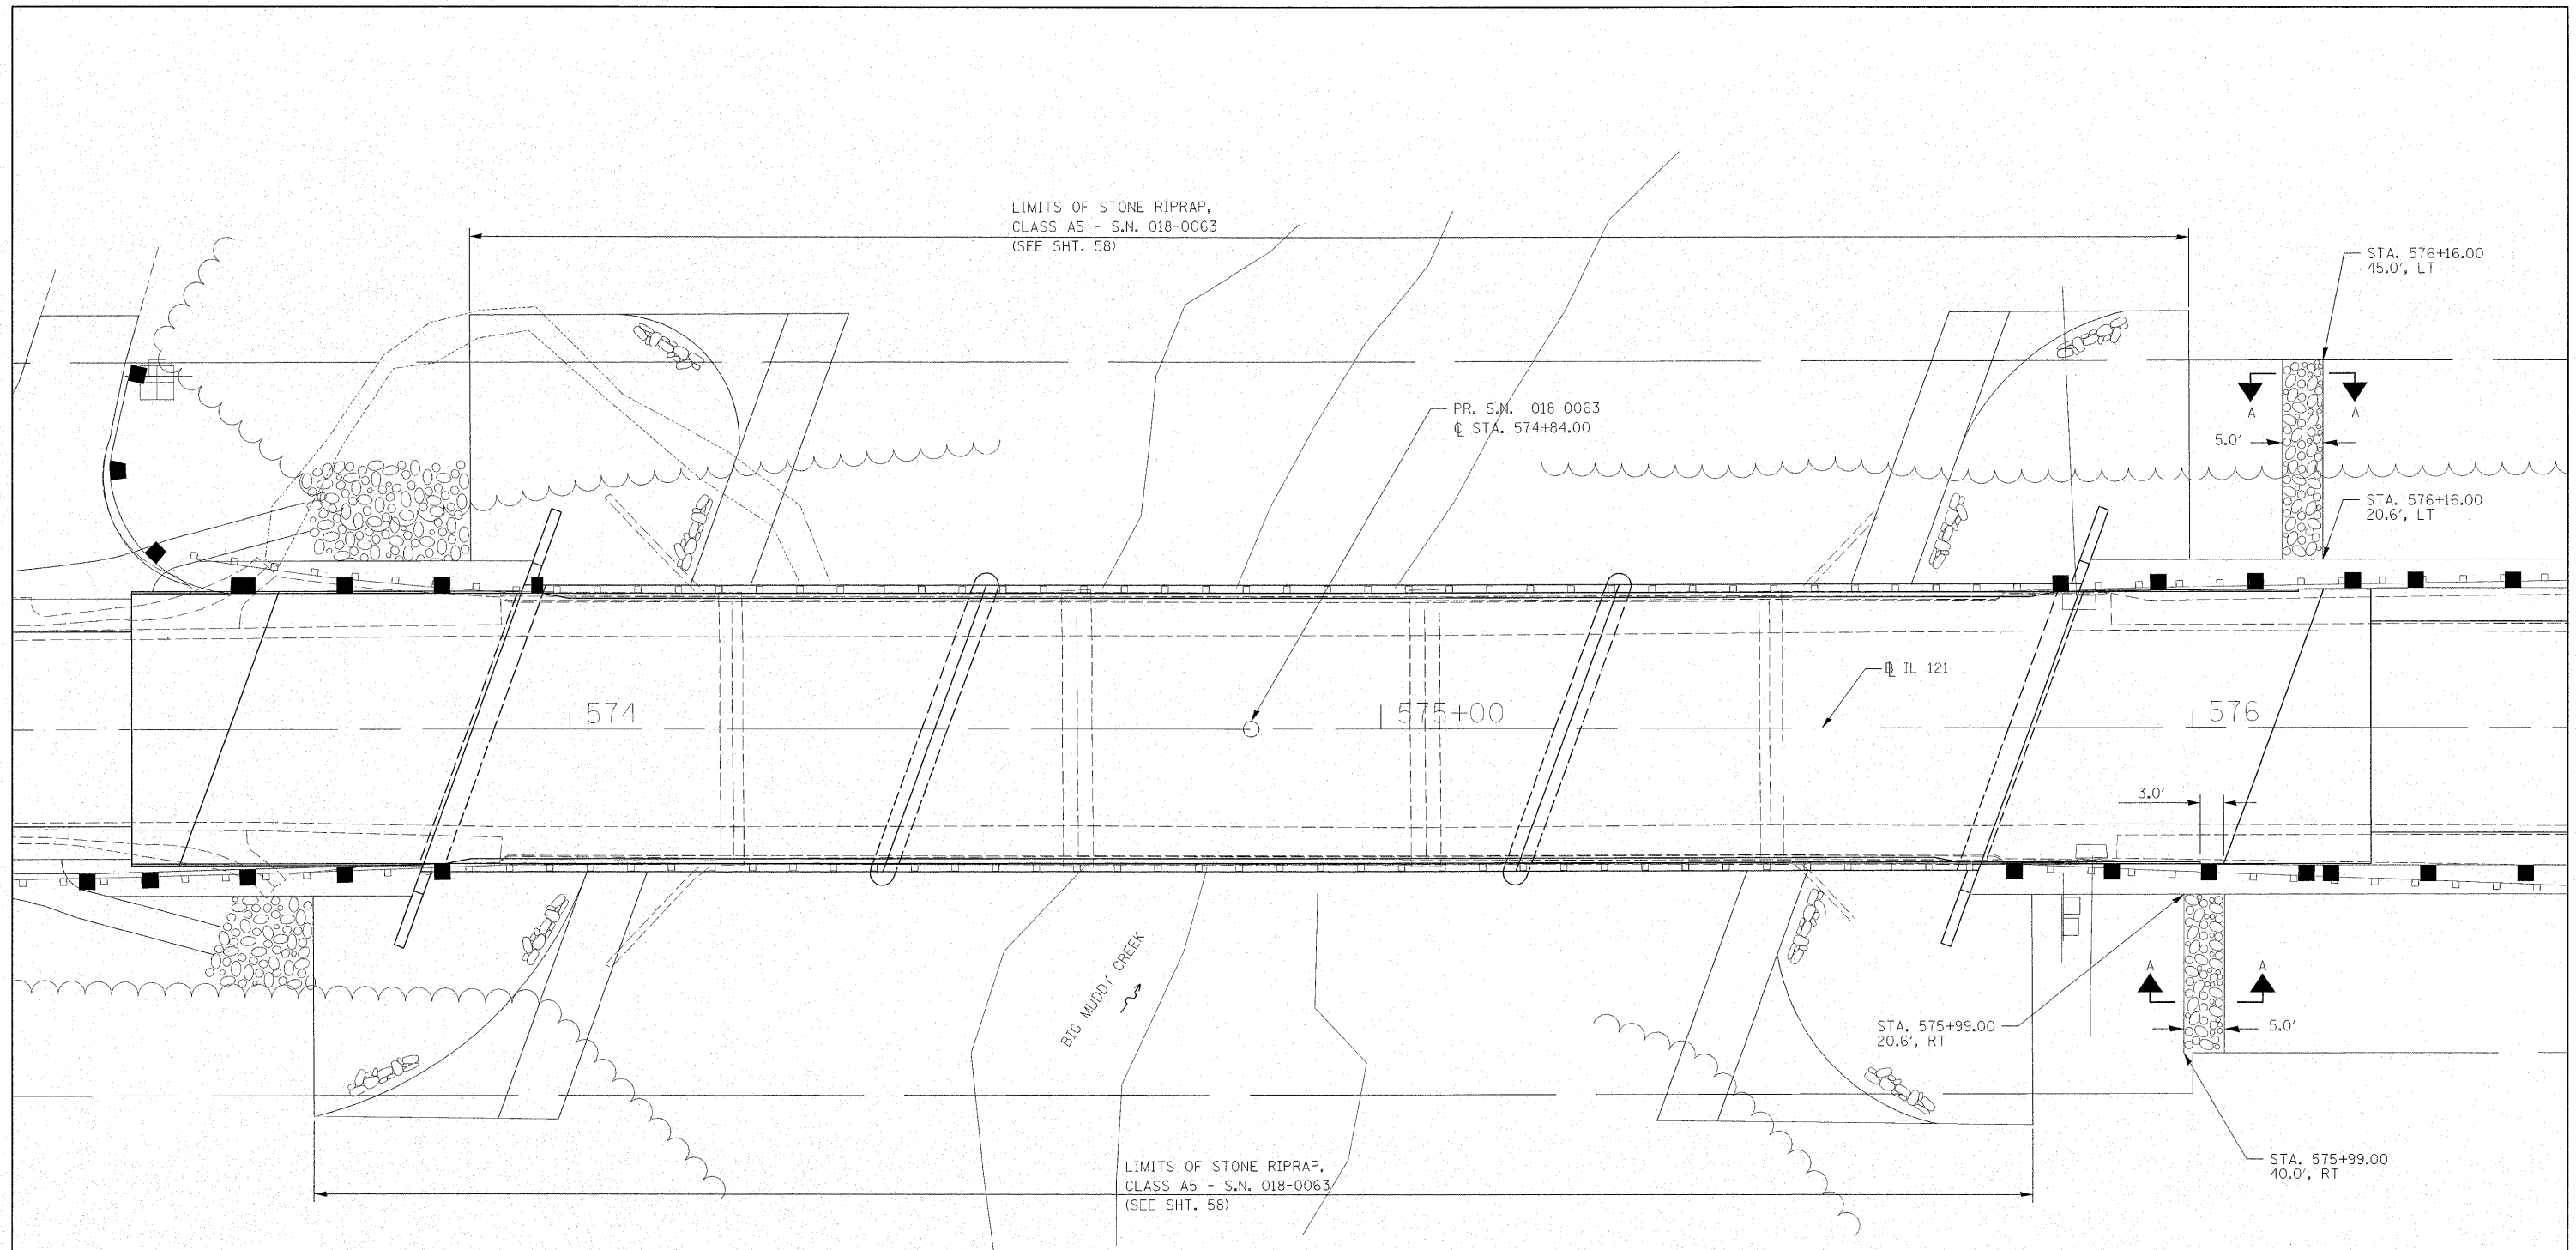 LIMITS OF STONE RIPRAP,
CLASS A5 - S.N. 018-0063
(SEE SHT. 58)
STA. 576+16.00
45.0', LT
A
A
5.0'
PR. S.N.- 018-0063
℄ STA. 574+84.00
STA. 576+16.00
20.6', LT
℄ IL 121
574
575+00
576
3.0'
BIG MUDDY CREEK
A
A
STA. 575+99.00
20.6', RT
5.0'
LIMITS OF STONE RIPRAP,
CLASS A5 - S.N. 018-0063
(SEE SHT. 58)
STA. 575+99.00
40.0', RT